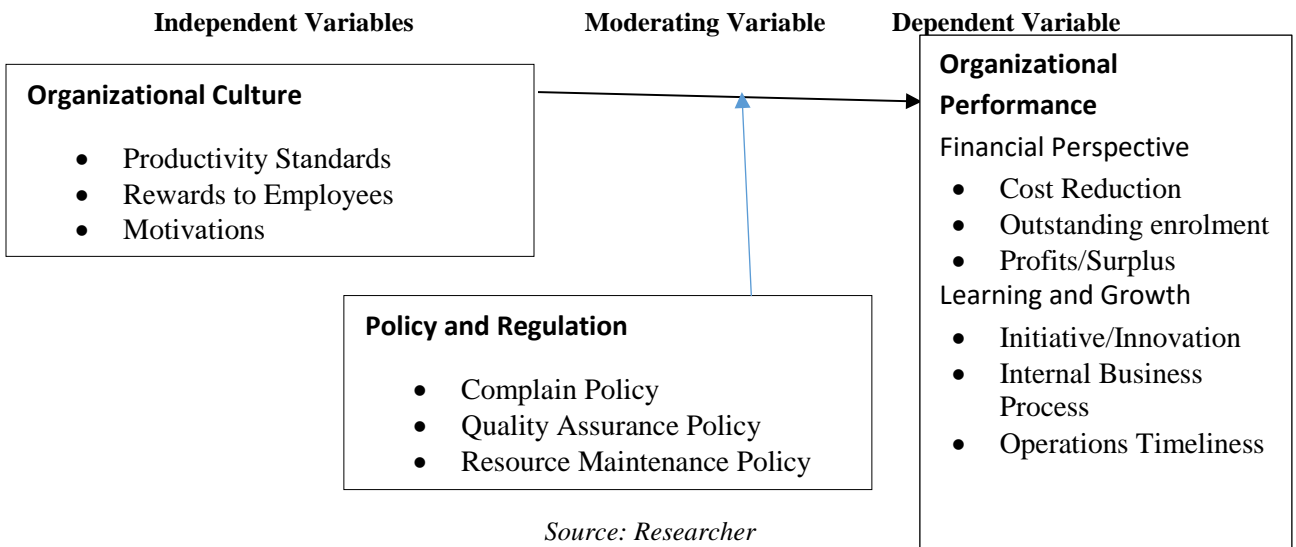 Independent Variables Moderating Variable Dependent Variable
Organizational Culture
• Productivity Standards
• Rewards to Employees
• Motivations
Policy and Regulation
• Complain Policy
• Quality Assurance Policy
• Resource Maintenance Policy
Organizational
Performance
Financial Perspective
• Cost Reduction
• Outstanding enrolment
• Profits/Surplus
Learning and Growth
• Initiative/Innovation
• Internal Business
Process
• Operations Timeliness
Source: Researcher